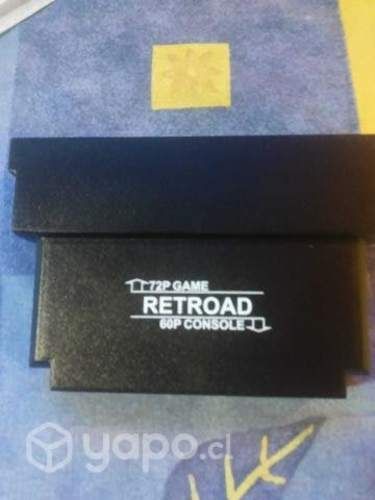 72P GAME
RETROAD
60P CONSOLE
yapo.cl